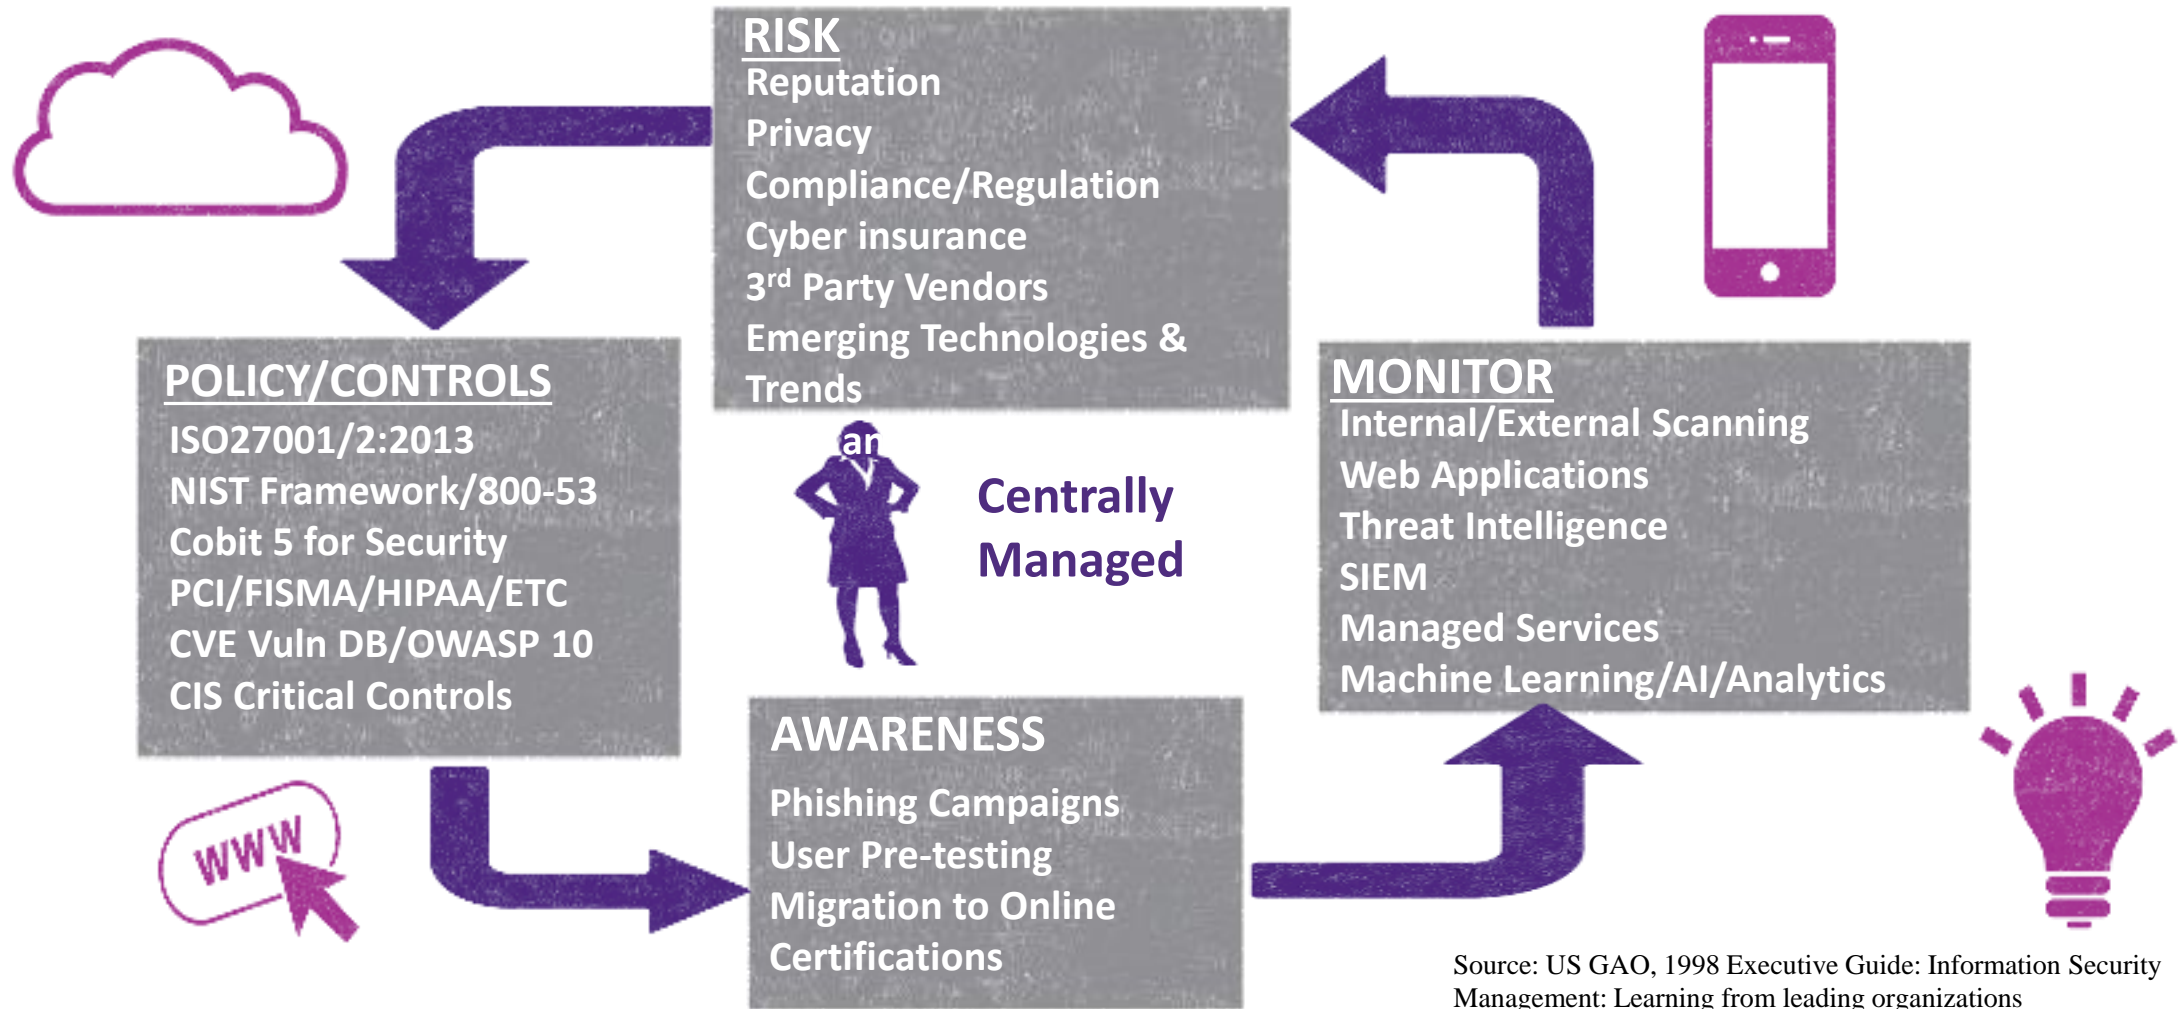 RISK
Reputation
Privacy
Compliance/Regulation
Cyber insurance
3rd Party Vendors
Emerging Technologies &
Trends
POLICY/CONTROLS
ISO27001/2:2013
NIST Framework/800-53
Cobit 5 for Security
PCI/FISMA/HIPAA/ETC
CVE Vuln DB/OWASP 10
CIS Critical Controls
Centrally
Managed
MONITOR
Internal/External Scanning
Web Applications
Threat Intelligence
SIEM
Managed Services
Machine Learning/AI/Analytics
AWARENESS
Phishing Campaigns
User Pre-testing
Migration to Online
Certifications
WWW
Source: US GAO, 1998 Executive Guide: Information Security
Management: Learning from leading organizations